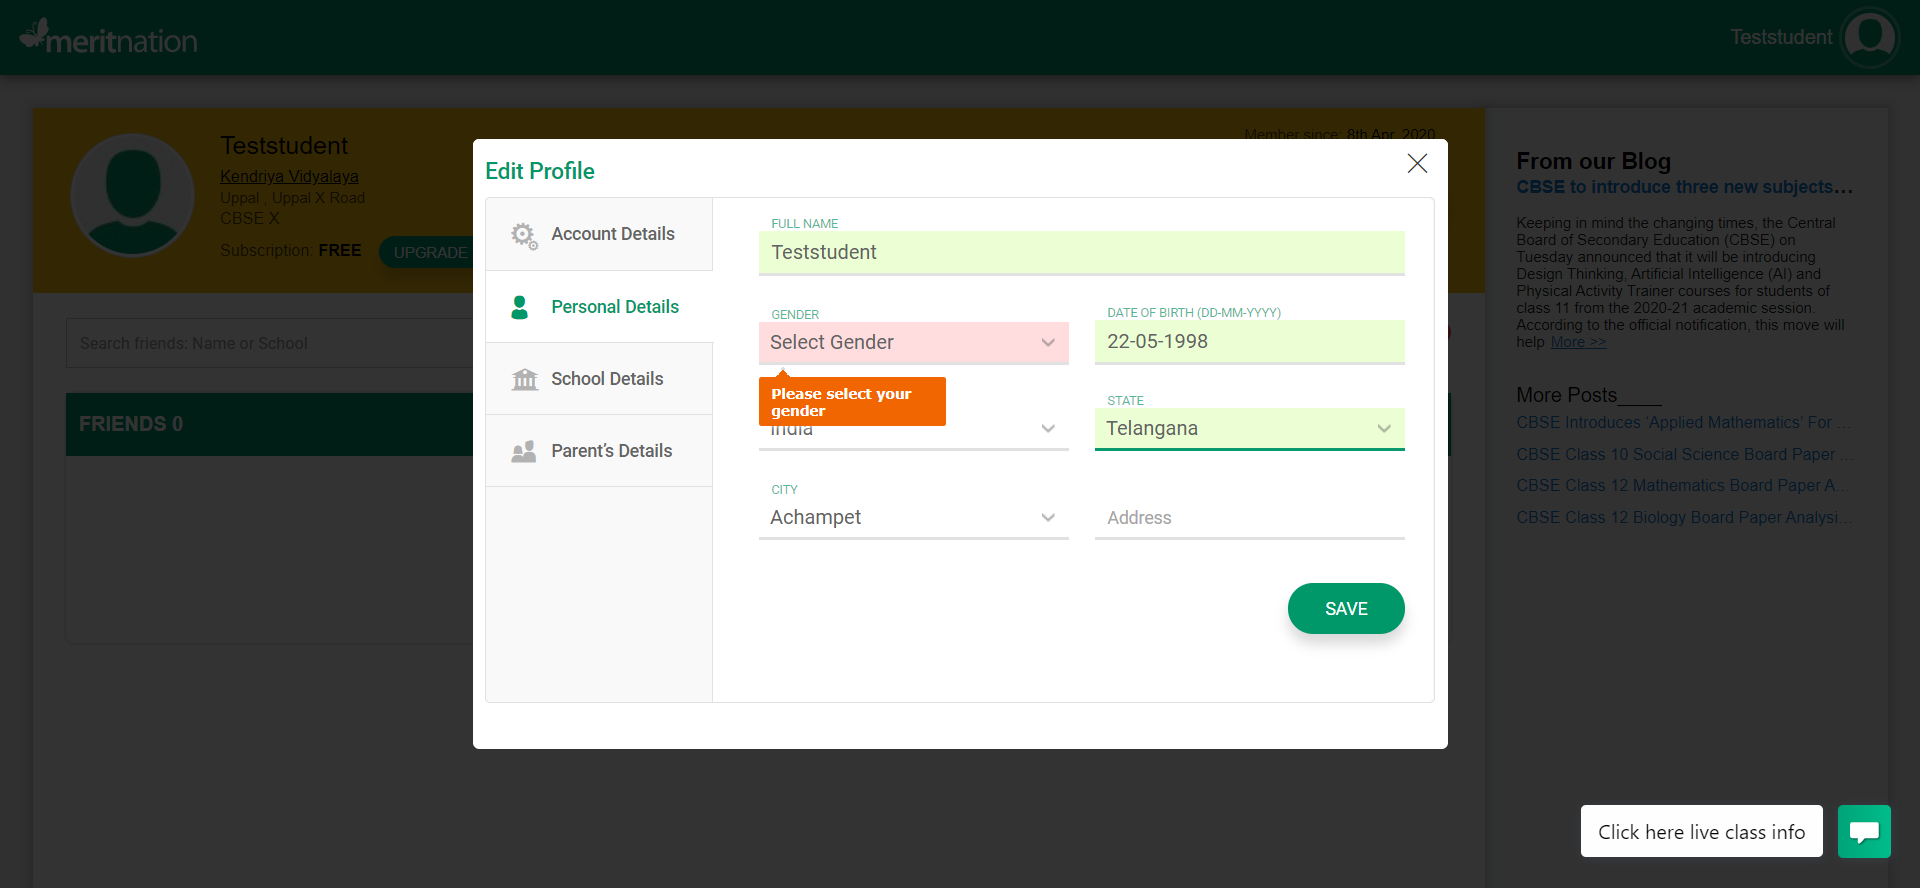 meritnation
Teststudent
Teststudent
Kendriya Vidyalaya
Uppal , Uppal X Road
CBSE X
Subscription: FREE
UPGRADE
Member since: 8th Apr, 2020
Search friends: Name or School
FRIENDS 0
Edit Profile
Account Details
Personal Details
School Details
Parent’s Details
FULL NAME
Teststudent
GENDER
Select Gender
DATE OF BIRTH (DD-MM-YYYY)
22-05-1998
Please select your
gender
India
STATE
Telangana
CITY
Achampet
Address
SAVE
From our Blog
CBSE to introduce three new subjects...
Keeping in mind the changing times, the Central
Board of Secondary Education (CBSE) on
Tuesday announced that it will be introducing
Design Thinking, Artificial Intelligence (AI) and
Physical Activity Trainer courses for students of
class 11 from the 2020-21 academic session.
According to the official notification, this move will
help More >>
More Posts____
CBSE Introduces ‘Applied Mathematics’ For ...
CBSE Class 10 Social Science Board Paper ...
CBSE Class 12 Mathematics Board Paper A...
CBSE Class 12 Biology Board Paper Analysi...
Click here live class info